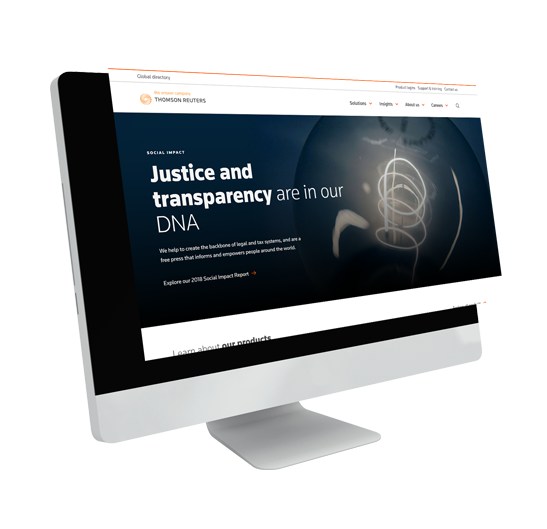 Global directory
Product logins Support & training Contact us
the answer company
THOMSON REUTERS
Solutions Insights About us Careers
SOCIAL IMPACT
Justice and
transparency are in our
DNA
We help to create the backbone of legal and tax systems, and are a
free press that informs and empowers people around the world.
Explore our 2018 Social Impact Report
Learn about our products